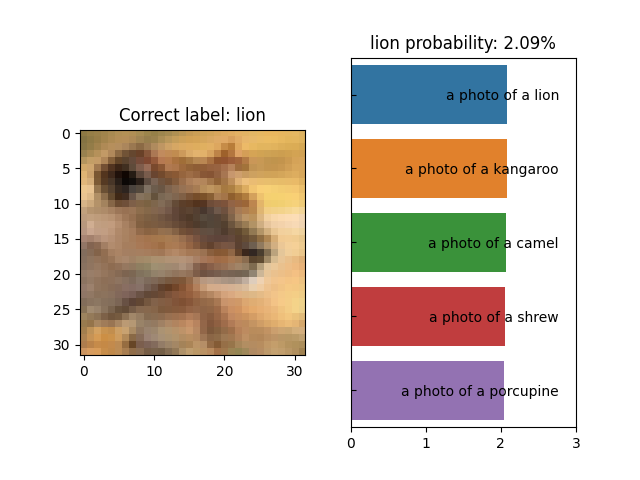 Correct label: lion
0
5
10
15
20
25
30
0 10 20 30
lion probability: 2.09%
a photo of a lion
a photo of a kangaroo
a photo of a camel
a photo of a shrew
a photo of a porcupine
0 1 2 3